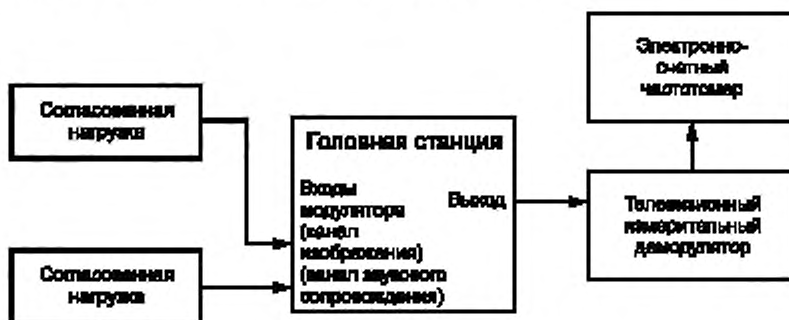 Электронно-
счетный
частотомер
Согласованная
нагрузка
Головная станция
Входы
модулятора
(канал
изображения)
(канал звукового
сопровождения)
Выход
Телевизионный
измерительный
демодулятор
Согласованная
нагрузка